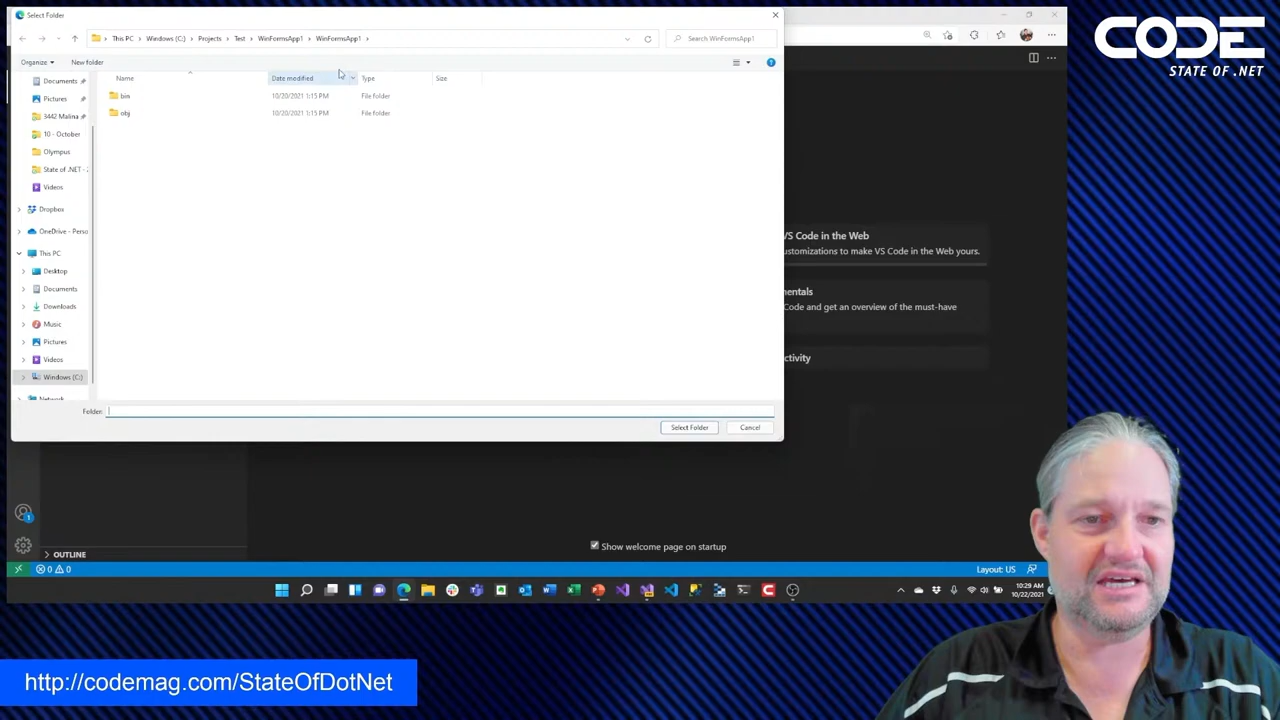 Select Folder
This PC > Windows (C:) > Projects > Test > WinFormsApp1 > WinFormsApp1 >
Search WinFormsApp1
Organize
New folder
Name
Date modified
Type
Size
bin
10/20/2021 1:15 PM
File folder
obj
10/20/2021 1:15 PM
File folder
Documents
Pictures
3442 Malina
10 - October
Olympus
State of .NET - 2
Videos
Dropbox
OneDrive - Perso
This PC
Desktop
Documents
Downloads
Music
Pictures
Videos
Windows (C:)
Network
Folder:
Select Folder
Cancel
VS Code in the Web
ustomizations to make VS Code in the Web yours.
mentals
Code and get an overview of the must-have
ctivity
Show welcome page on startup
1
> OUTLINE
0
0
Layout: US
10:29 AM
10/22/2021
CODE
STATE OF .NET
http://codemag.com/StateOfDotNet